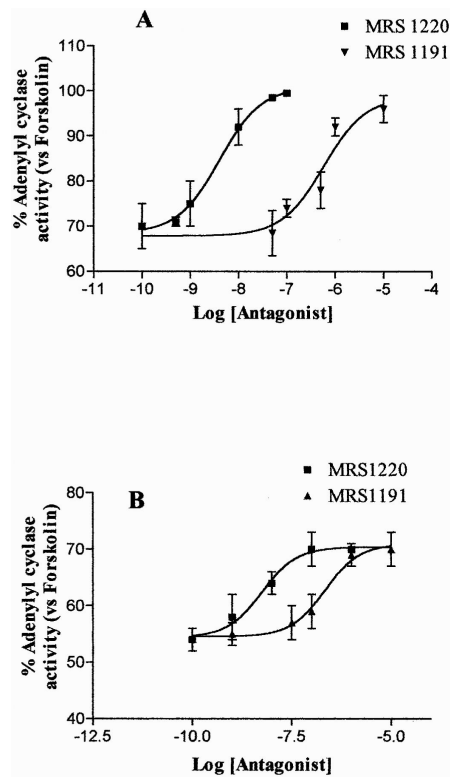 A
MRS 1220
MRS 1191
% Adenylyl cyclase
activity (vs Forskolin)
110
100
90
80
70
60
-11 -10 -9 -8 -7 -6 -5 -4
Log [Antagonist]
MRS1220
MRS1191
B
% Adenylyl cyclase
activity (vs Forskolin)
80
70
60
50
40
-12.5 -10.0 -7.5 -5.0
Log [Antagonist]